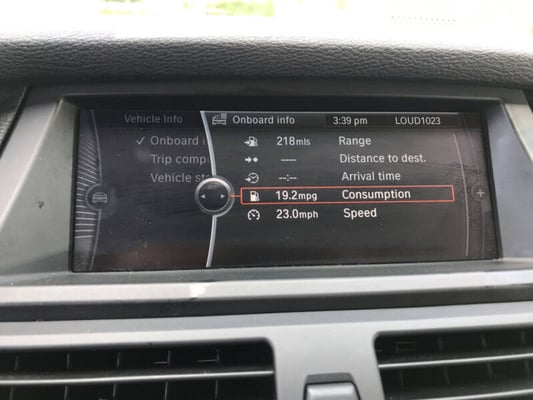 Vehicle Info Onboard info 3:39 pm LOUD1023
✓ Onboard 218mls Range
Trip comp ---- Distance to dest.
Vehicle --:-- Arrival time
19.2mpg Consumption
23.0mph Speed